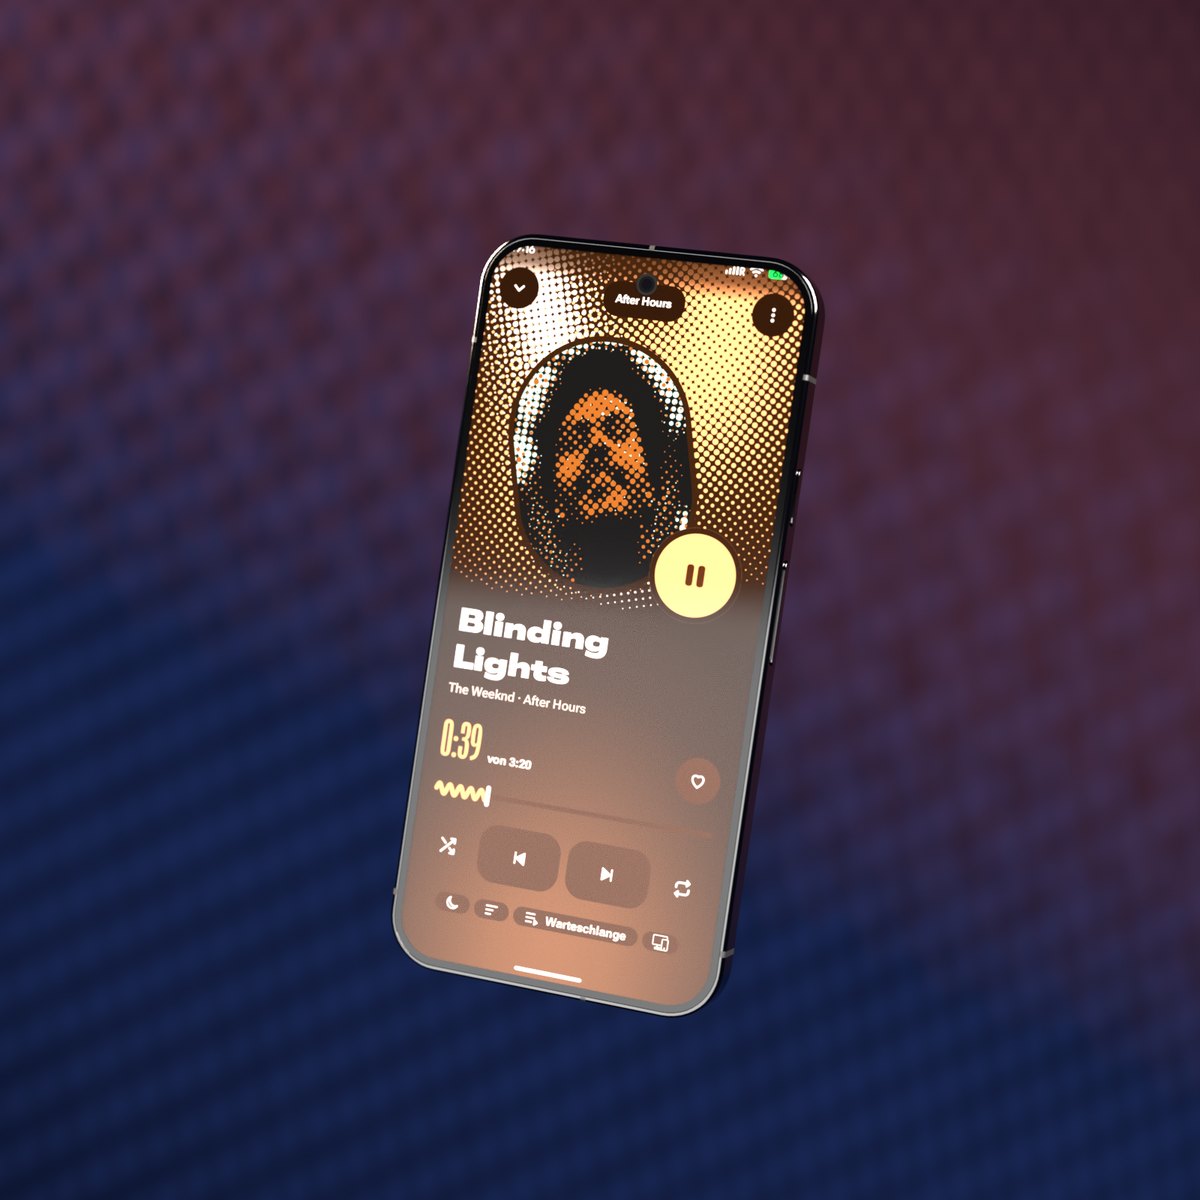 After Hours
Blinding
Lights
The Weeknd · After Hours
0:39 von 3:20
Warteschlange